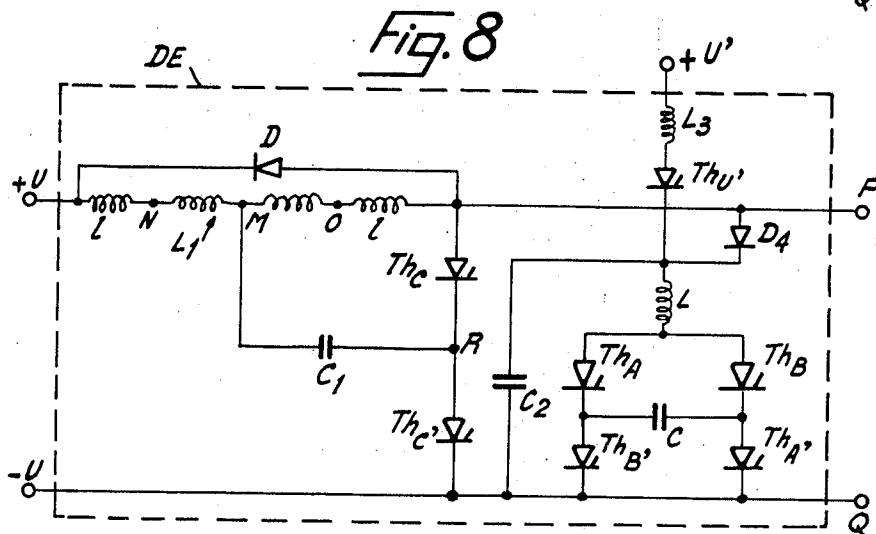 Q
Fig. 8
DE
+U'
L3
D
ThU'
+U
P
l
N
L1
M
O
l
D4
ThC
L
R
C1
ThA
ThB
C2
C
ThC'
ThB'
ThA'
-U
Q